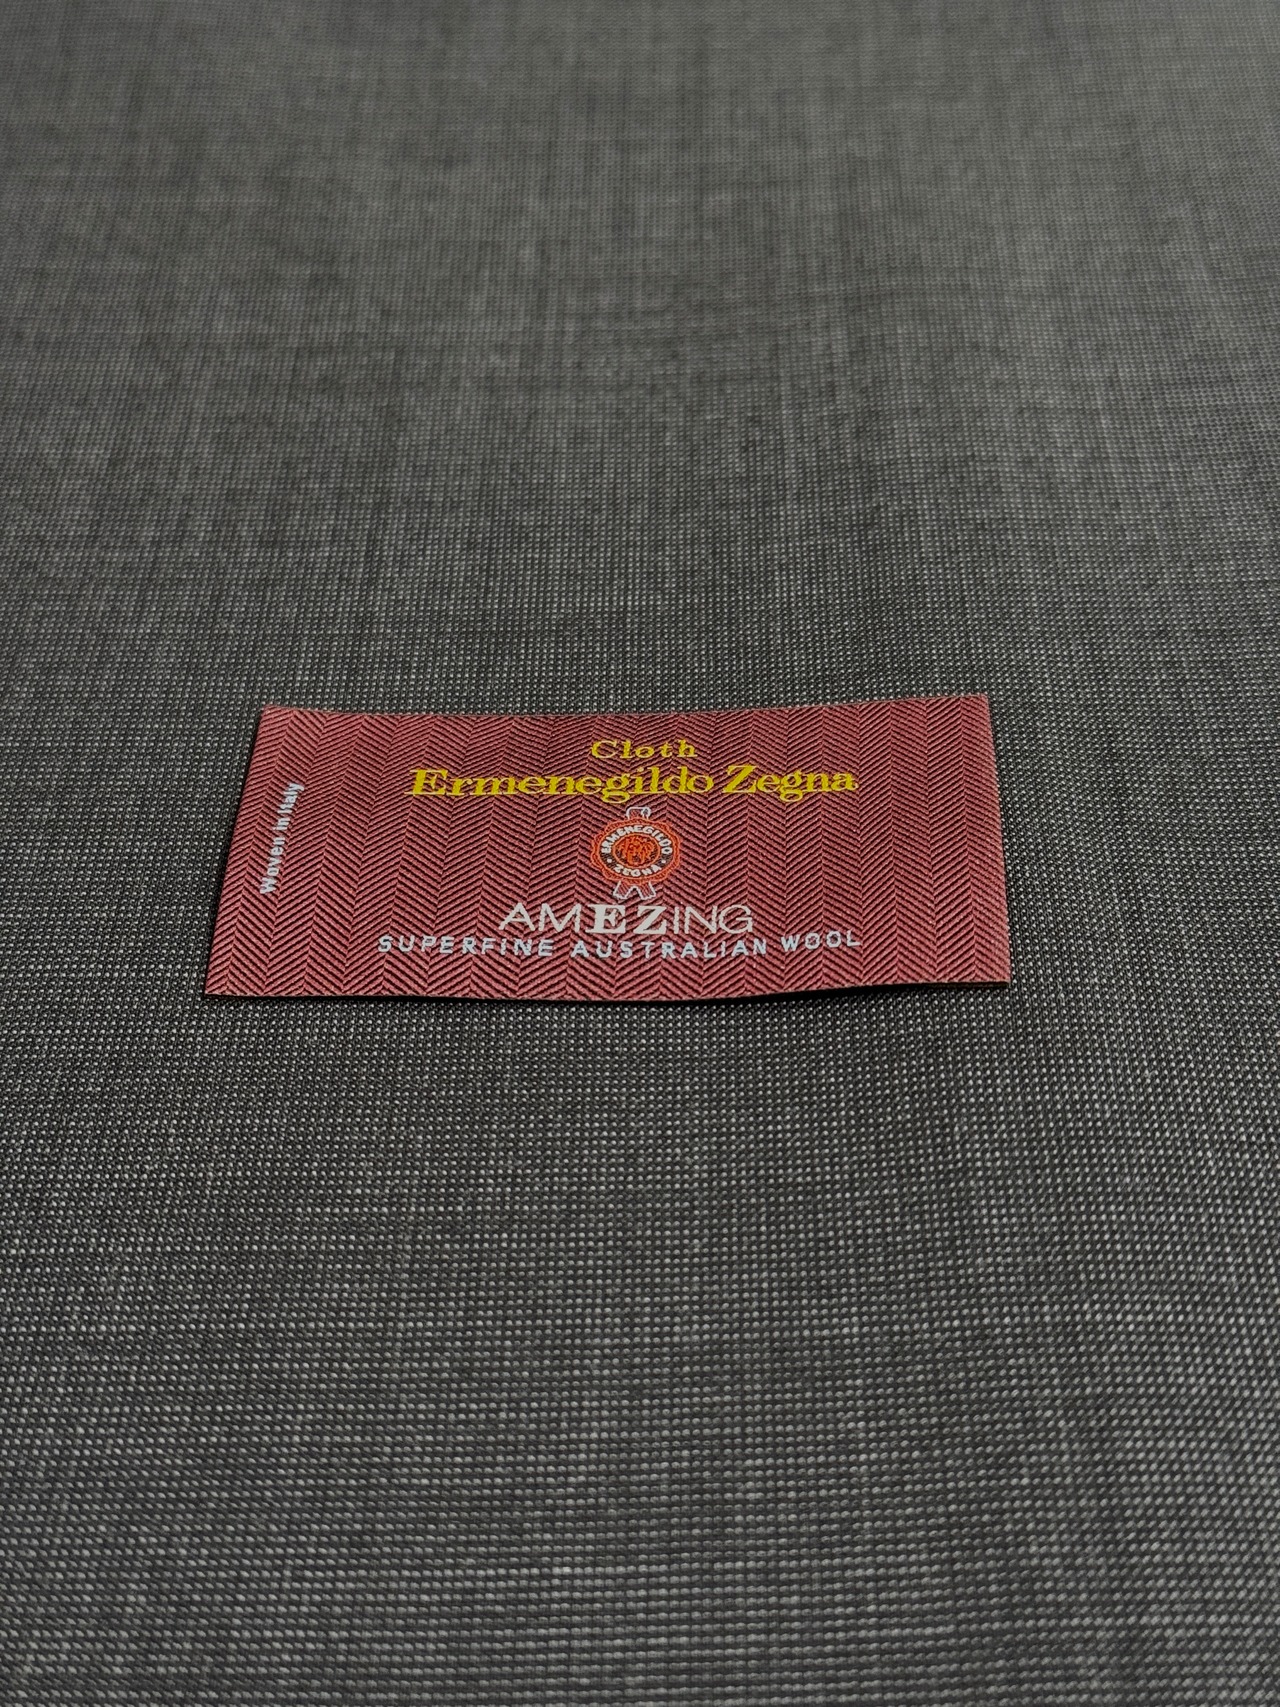 Cloth
Ermenegildo Zegna
ERMENEGILDO
ZEGNA
AMEZING
SUPERFINE AUSTRALIAN WOOL
Woven in Italy